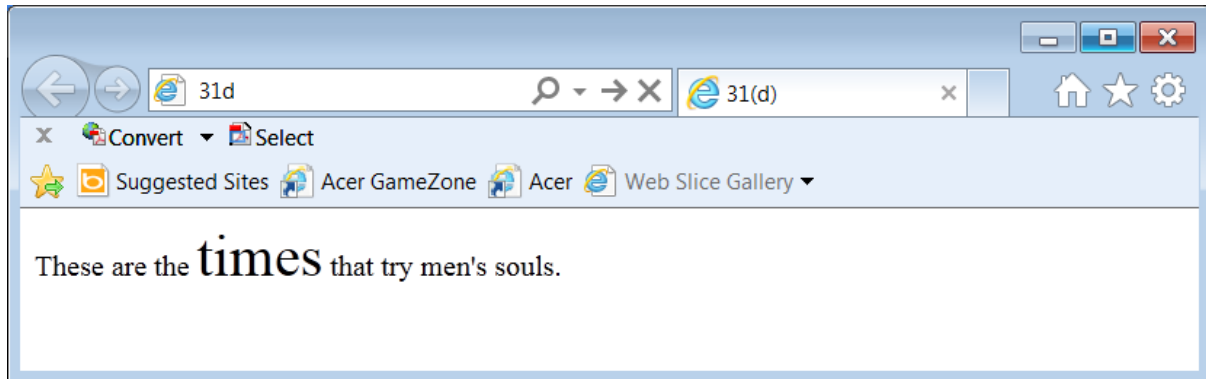 31d
31(d)
Convert Select
Suggested Sites Acer GameZone Acer Web Slice Gallery
These are the times that try men's souls.